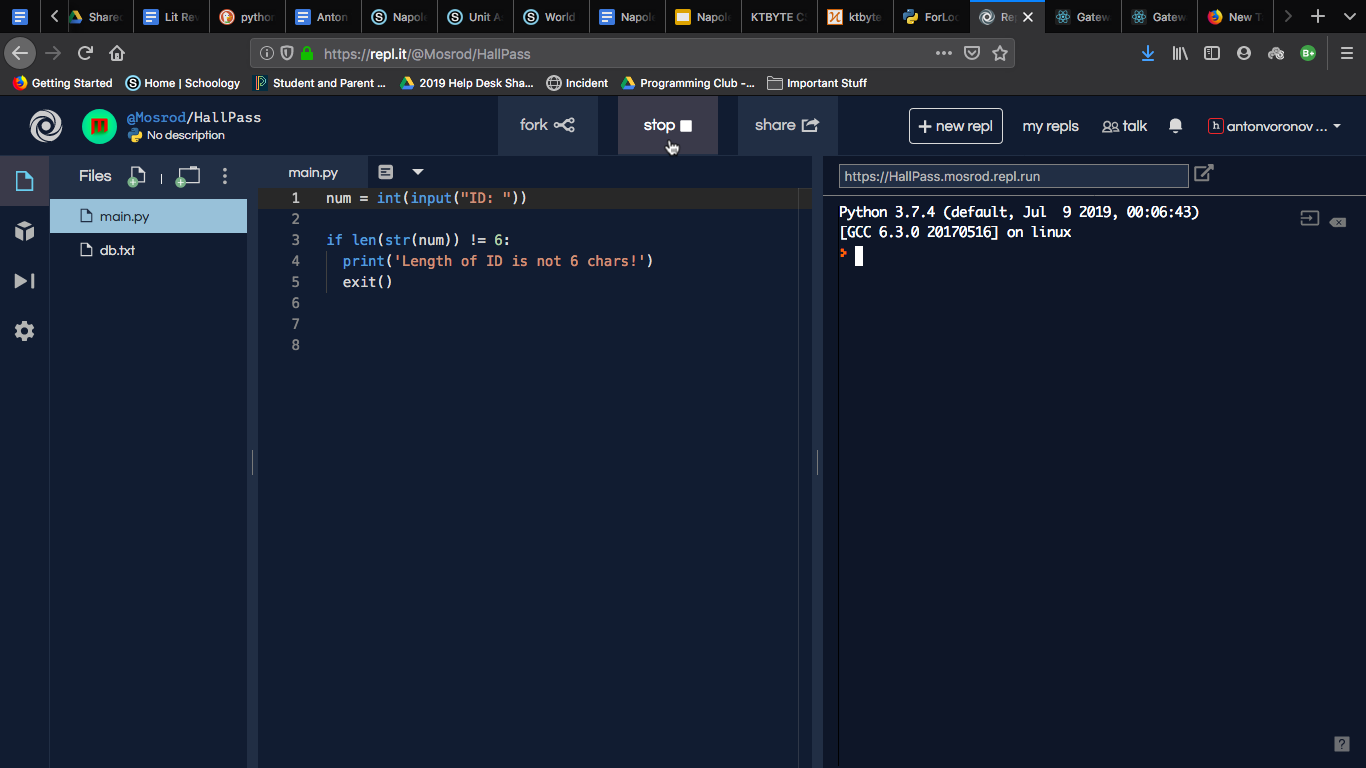 Shared
Lit Rev
python
Anton
Napole
Unit A
World
Napole
Napole
KTBYTE C
ktbyte
ForLoo
Rep
Gatew
Gatew
New T
https://repl.it/@Mosrod/HallPass
Getting Started
Home | Schoology
Student and Parent ...
2019 Help Desk Sha...
Incident
Programming Club -...
Important Stuff
@Mosrod/HallPass
No description
fork
stop
share
+ new repl
my repls
talk
h antonvoronov ...
Files
main.py
db.txt
main.py
1 num = int(input("ID: "))
2
3 if len(str(num)) != 6:
4 print('Length of ID is not 6 chars!')
5 exit()
6
7
8
https://HallPass.mosrod.repl.run
Python 3.7.4 (default, Jul  9 2019, 00:06:43)
[GCC 6.3.0 20170516] on linux
>
?